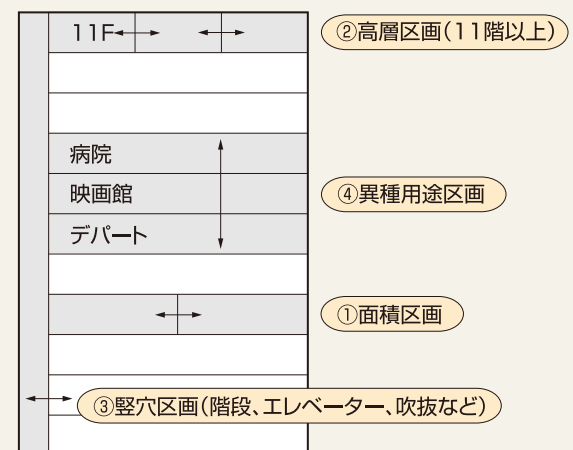 11F
②高層区画(11階以上)
病院
映画館
④異種用途区画
デパート
①面積区画
③竪穴区画(階段、エレベーター、吹抜など)